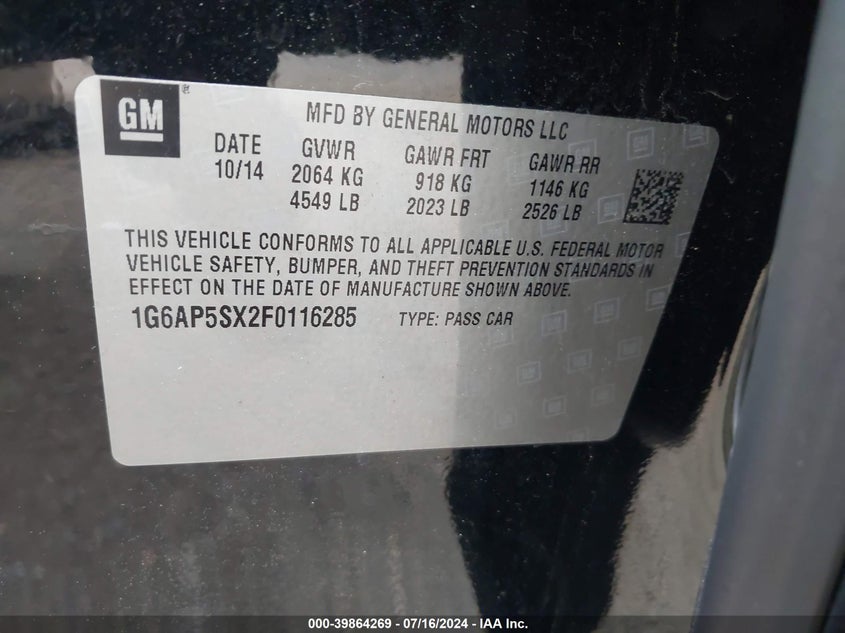 GM®
MFD BY GENERAL MOTORS LLC
DATE GVWR GAWR FRT GAWR RR
10/14 2064 KG 918 KG 1146 KG
4549 LB 2023 LB 2526 LB
THIS VEHICLE CONFORMS TO ALL APPLICABLE U.S. FEDERAL MOTOR
VEHICLE SAFETY, BUMPER, AND THEFT PREVENTION STANDARDS IN
EFFECT ON THE DATE OF MANUFACTURE SHOWN ABOVE.
1G6AP5SX2F0116285 TYPE: PASS CAR
000-39864269 - 07/16/2024 - IAA Inc.